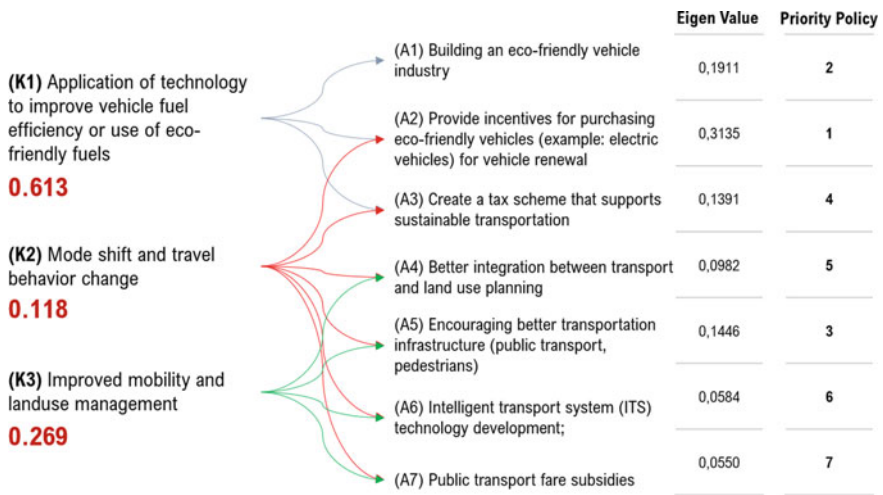 Eigen Value Priority Policy
(K1) Application of technology
to improve vehicle fuel
efficiency or use of eco-
friendly fuels
0.613
(K2) Mode shift and travel
behavior change
0.118
(K3) Improved mobility and
landuse management
0.269
(A1) Building an eco-friendly vehicle
industry
0,1911 2
(A2) Provide incentives for purchasing
eco-friendly vehicles (example: electric
vehicles) for vehicle renewal
0,3135 1
(A3) Create a tax scheme that supports
sustainable transportation
0,1391 4
(A4) Better integration between transport
and land use planning
0,0982 5
(A5) Encouraging better transportation
infrastructure (public transport,
pedestrians)
0,1446 3
(A6) Intelligent transport system (ITS)
technology development;
0,0584 6
(A7) Public transport fare subsidies
0,0550 7